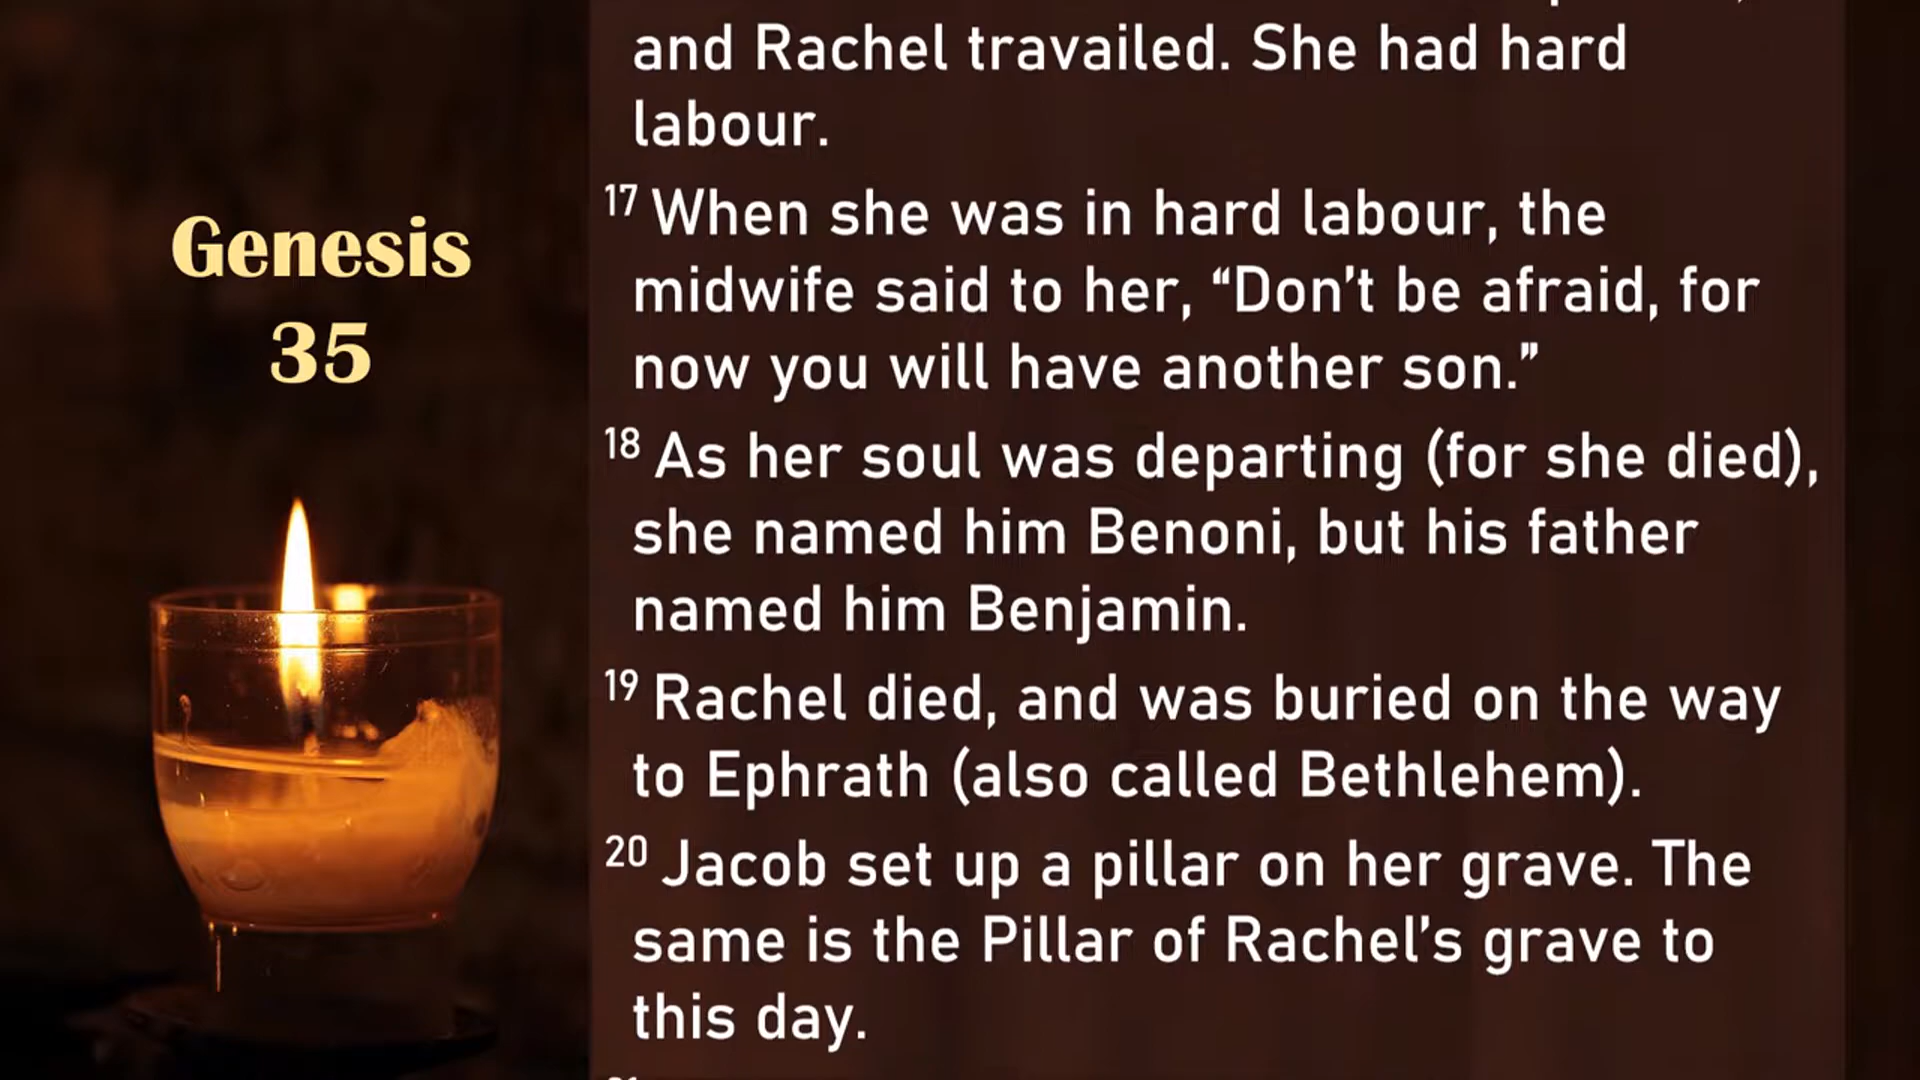 Genesis
35
and Rachel travailed. She had hard
labour.
17 When she was in hard labour, the
midwife said to her, “Don’t be afraid, for
now you will have another son.”
18 As her soul was departing (for she died),
she named him Benoni, but his father
named him Benjamin.
19 Rachel died, and was buried on the way
to Ephrath (also called Bethlehem).
20 Jacob set up a pillar on her grave. The
same is the Pillar of Rachel’s grave to
this day.